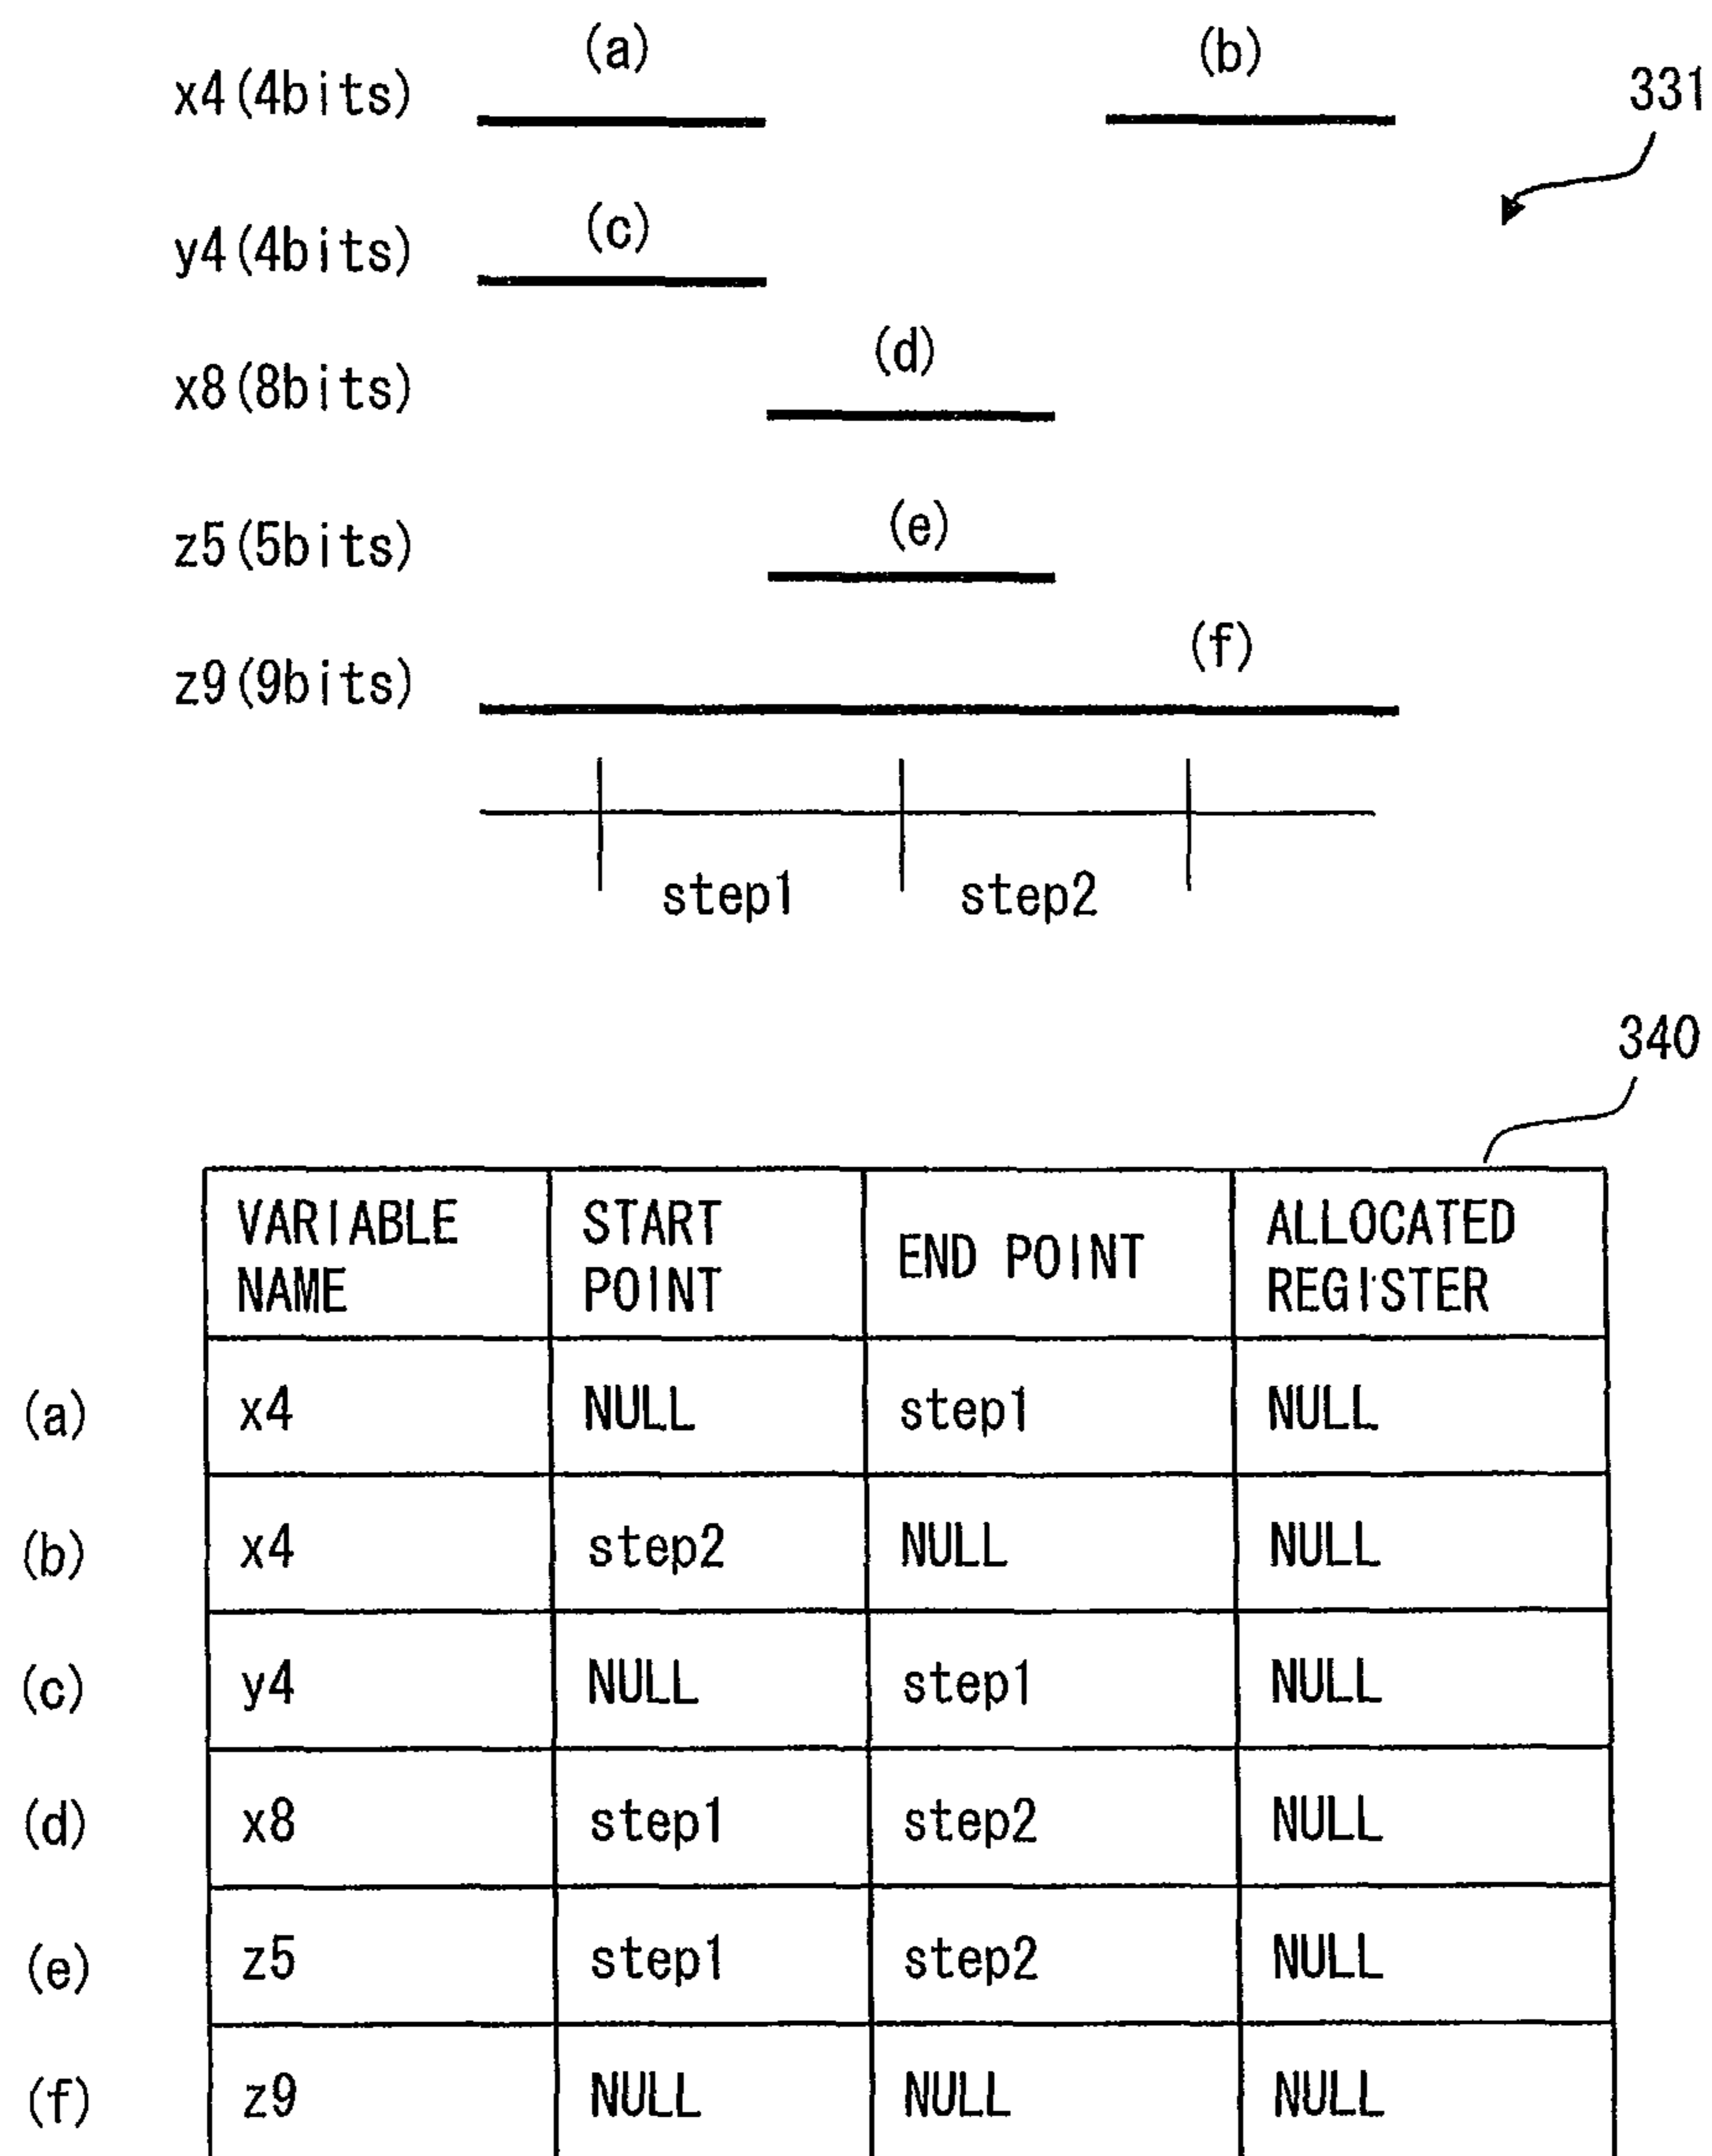 (a) (b)
x4(4bits) 331
(c)
y4(4bits)
(d)
x8(8bits)
(e)
z5(5bits)
(f)
z9(9bits)
step1 step2
340
VARIABLE NAME START POINT END POINT ALLOCATED REGISTER
(a) x4 NULL step1 NULL
(b) x4 step2 NULL NULL
(c) y4 NULL step1 NULL
(d) x8 step1 step2 NULL
(e) z5 step1 step2 NULL
(f) z9 NULL NULL NULL